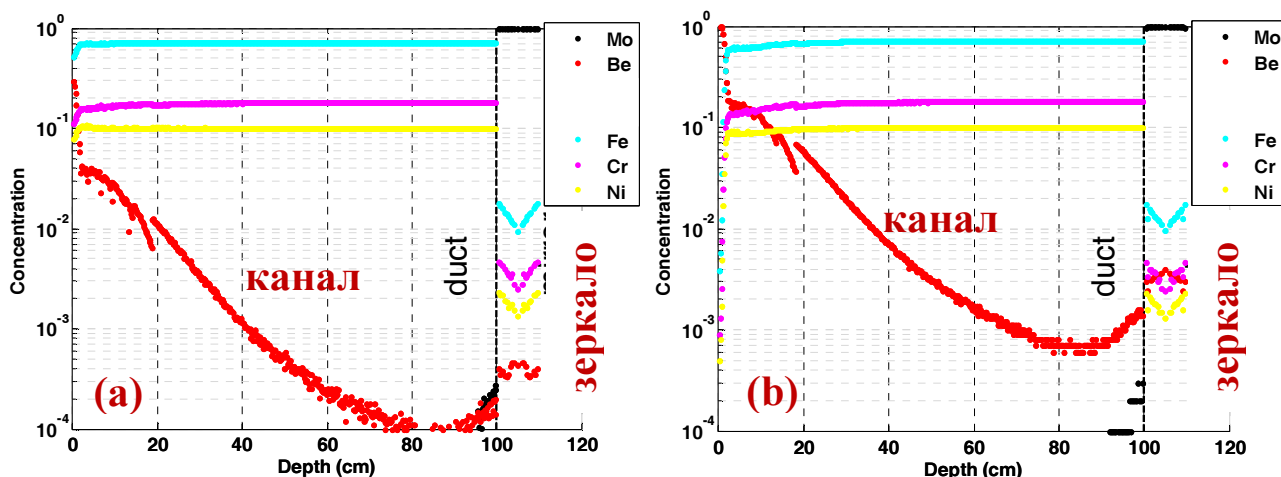 10^0
10^-1
10^-2
10^-3
10^-4
Concentration
0
20
40
60
80
100
120
Depth (cm)
Mo
Be
Fe
Cr
Ni
канал
duct
зеркало
(a)
10^0
10^-1
10^-2
10^-3
10^-4
Concentration
0
20
40
60
80
100
120
Depth (cm)
Mo
Be
Fe
Cr
Ni
канал
duct
зеркало
(b)